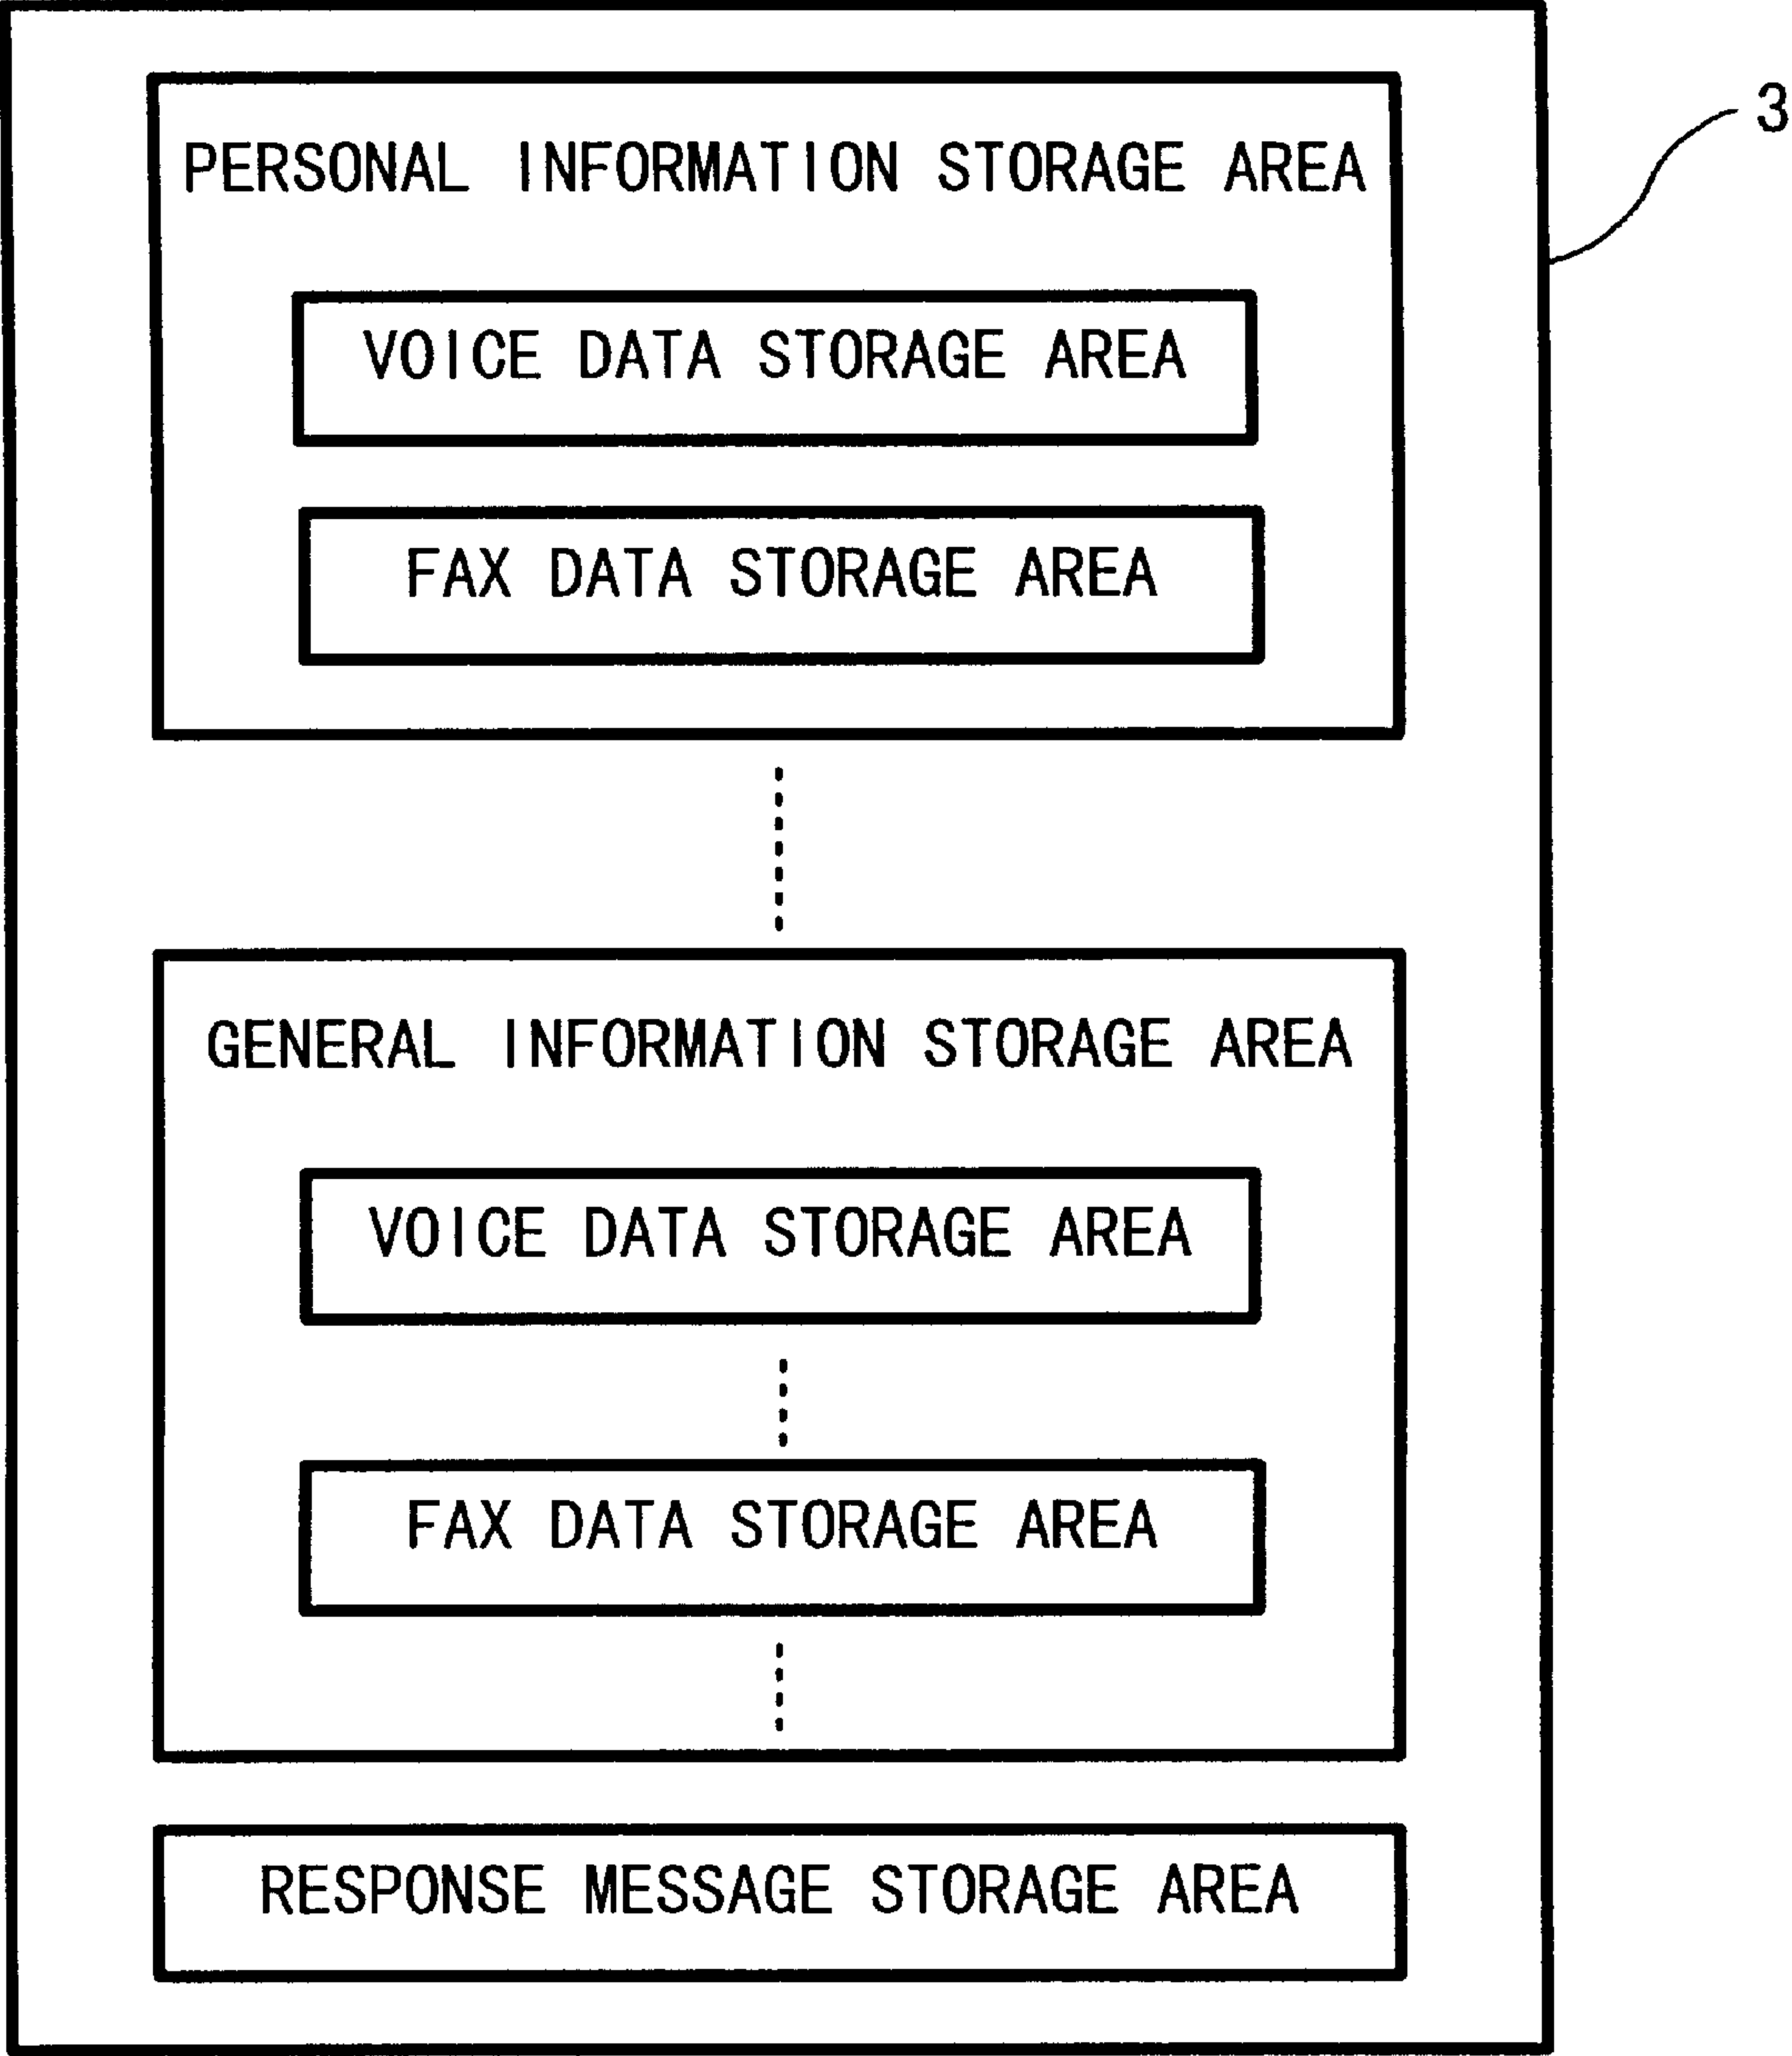 3
PERSONAL INFORMATION STORAGE AREA
VOICE DATA STORAGE AREA
FAX DATA STORAGE AREA
GENERAL INFORMATION STORAGE AREA
VOICE DATA STORAGE AREA
FAX DATA STORAGE AREA
RESPONSE MESSAGE STORAGE AREA